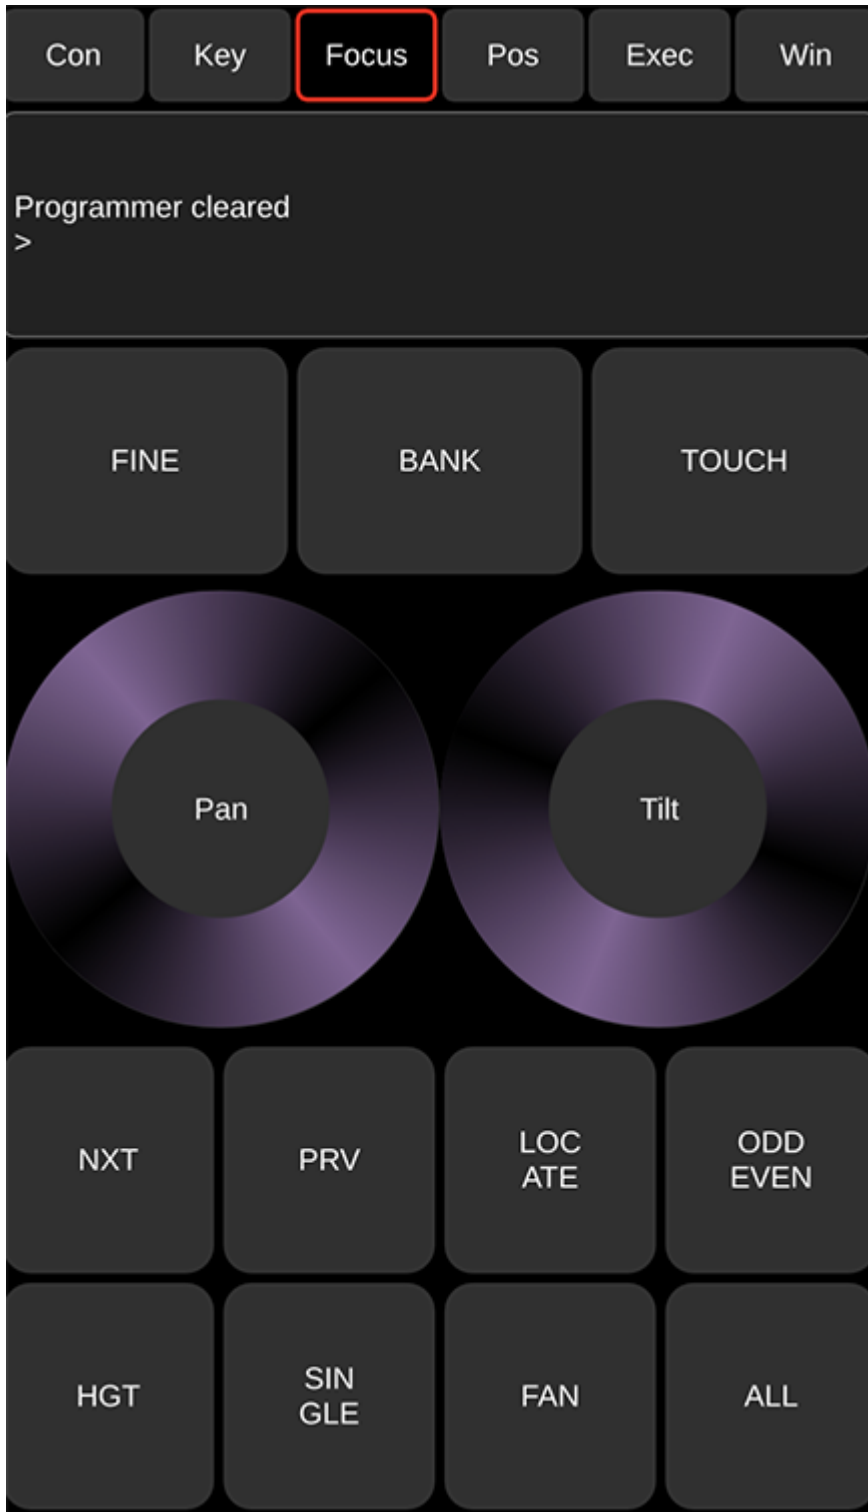 Con Key Focus Pos Exec Win
Programmer cleared
>
FINE BANK TOUCH
Pan Tilt
NXT PRV LOC ATE ODD EVEN
HGT SIN GLE FAN ALL